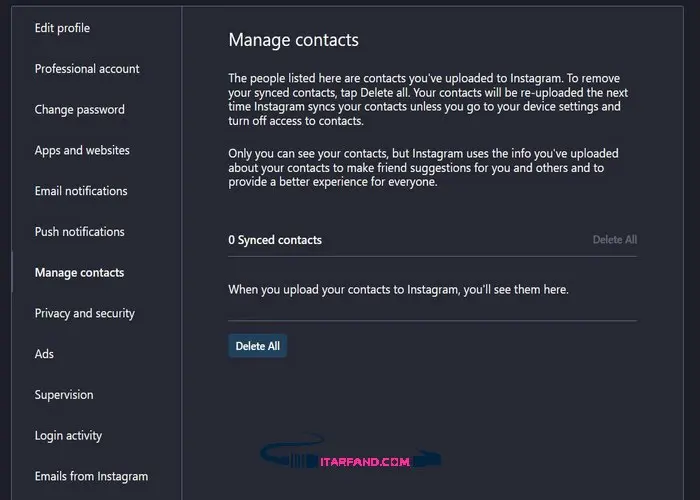 Edit profile
Professional account
Change password
Apps and websites
Email notifications
Push notifications
Manage contacts
Privacy and security
Ads
Supervision
Login activity
Emails from Instagram
Manage contacts
The people listed here are contacts you've uploaded to Instagram. To remove
your synced contacts, tap Delete all. Your contacts will be re-uploaded the next
time Instagram syncs your contacts unless you go to your device settings and
turn off access to contacts.
Only you can see your contacts, but Instagram uses the info you've uploaded
about your contacts to make friend suggestions for you and others and to
provide a better experience for everyone.
0 Synced contacts
Delete All
When you upload your contacts to Instagram, you'll see them here.
Delete All
ITARFAND.COM